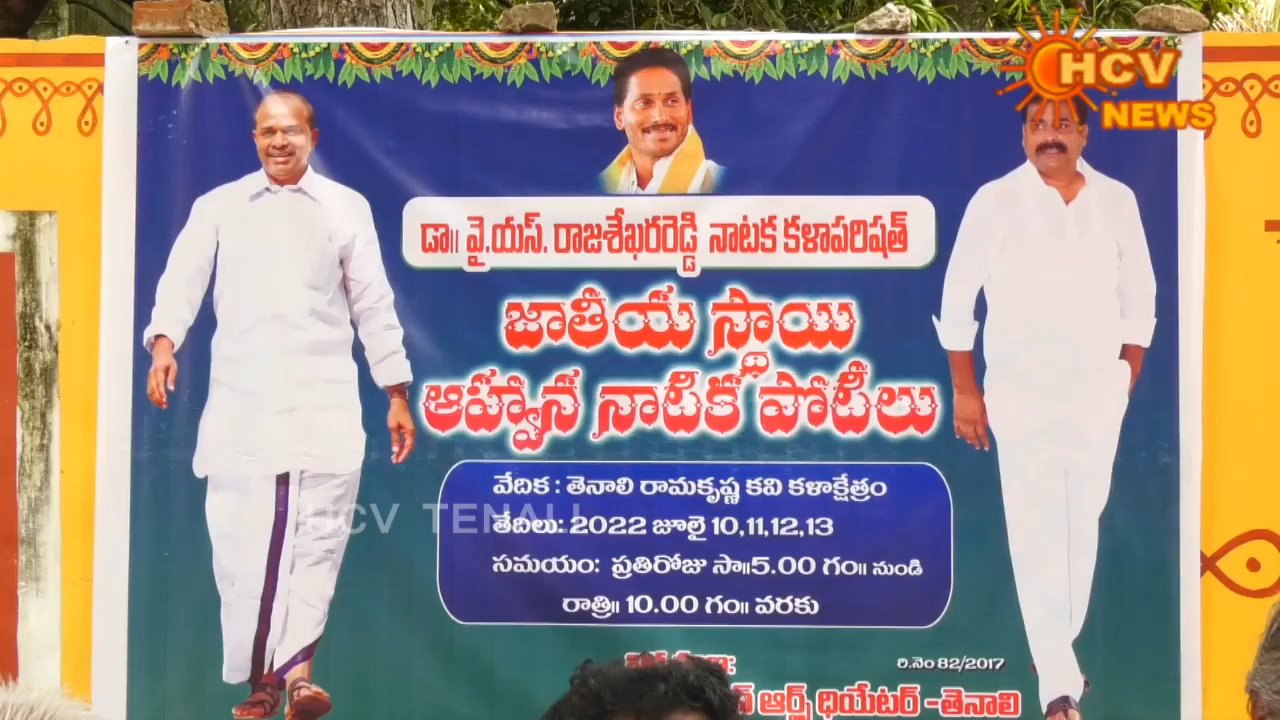 HCV
NEWS
డా॥ వై.యస్. రాజశేఖరరెడ్డి నాటక కళాపరిషత్
జాతీయ స్థాయి
ఆహ్వాన నాటిక పోటీలు
వేదిక : తెనాలి రామకృష్ణ కవి కళాక్షేత్రం
HCV TENALI
తేదిలు: 2022 జూలై 10,11,12,13
సమయం: ప్రతిరోజు సా॥5.00 గం॥ నుండి
రాత్రి॥ 10.00 గం॥ వరకు
రి.నెం 82/2017
ఆర్ట్స్ థియేటర్ -తెనాలి